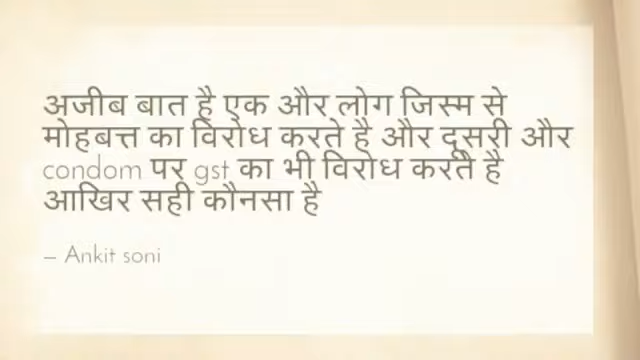 अजीब बात है एक और लोग जिस्म से
मोहबत्त का विरोध करते है और दूसरी और
condom पर gst का भी विरोध करते है
आखिर सही कौनसा है
– Ankit soni